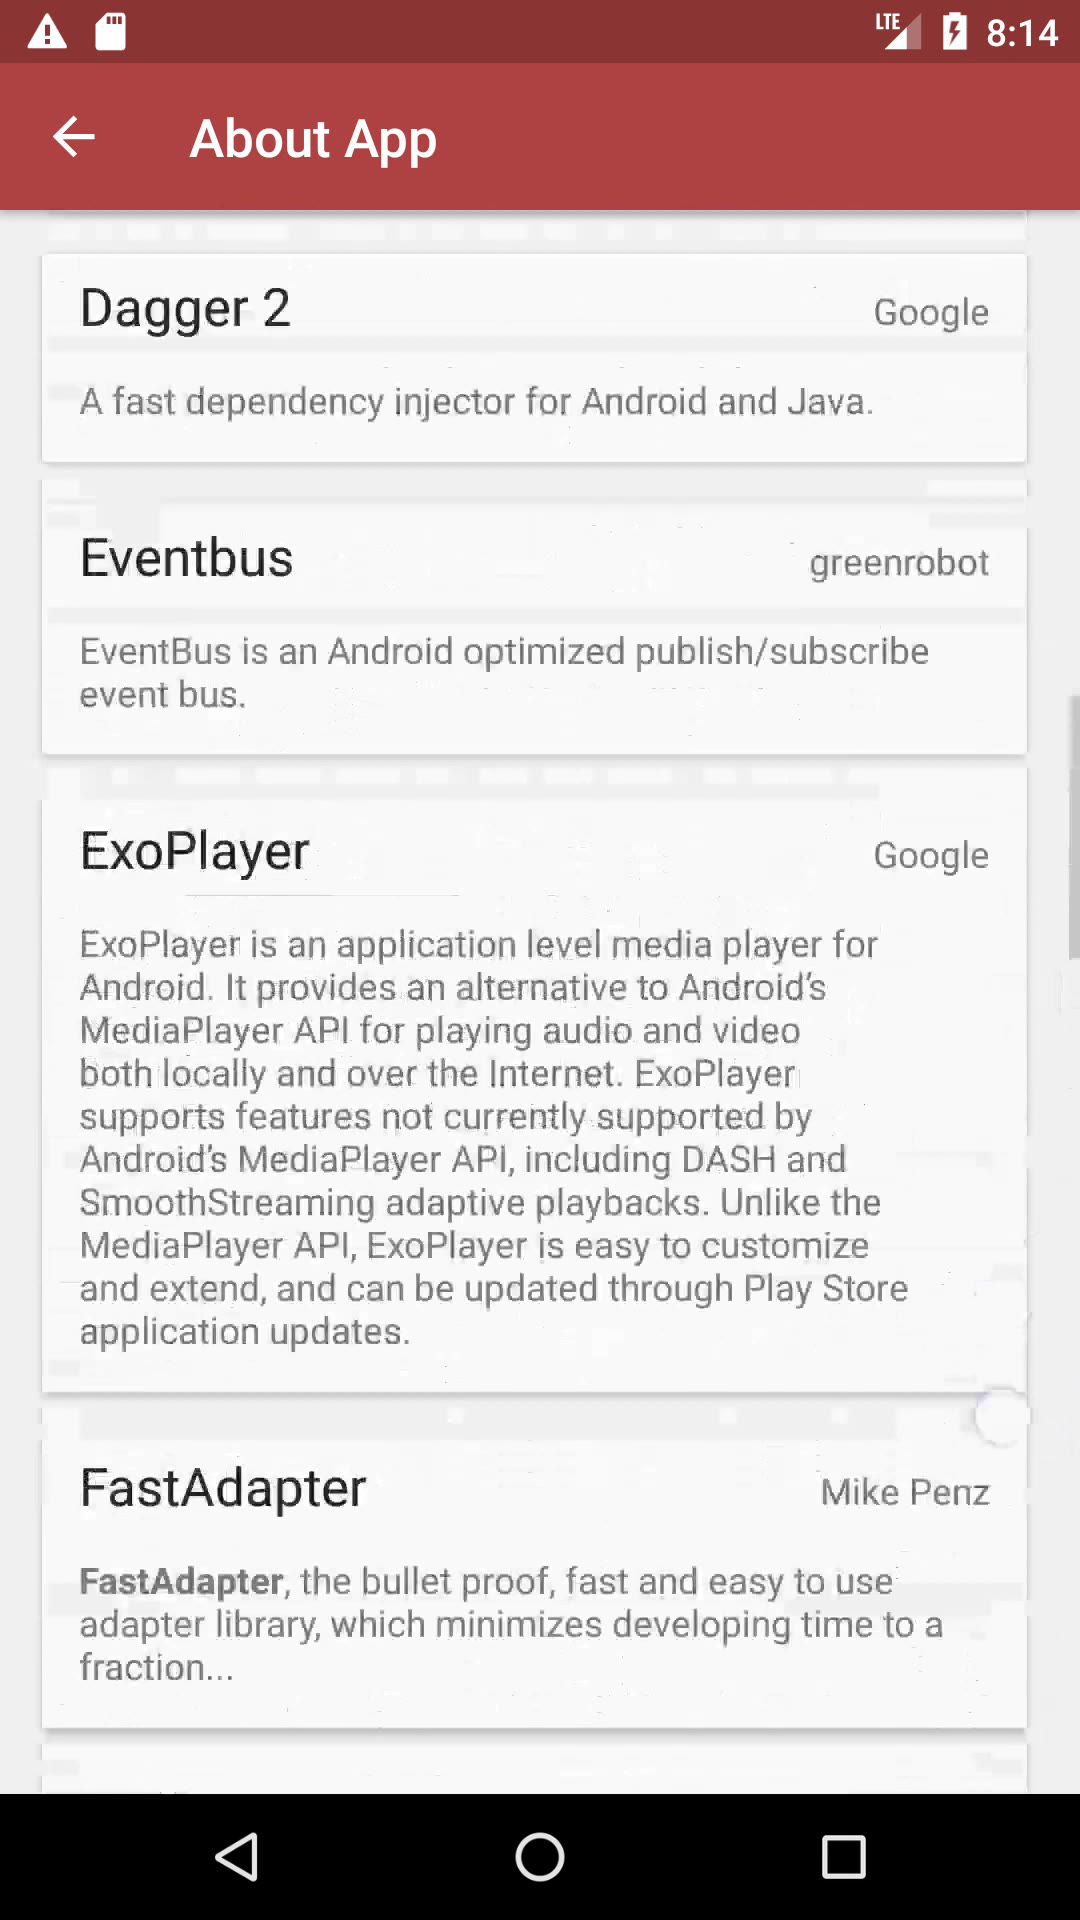 LTE 8:14
About App
Dagger 2 Google
A fast dependency injector for Android and Java.
Eventbus greenrobot
EventBus is an Android optimized publish/subscribe
event bus.
ExoPlayer Google
ExoPlayer is an application level media player for
Android. It provides an alternative to Android’s
MediaPlayer API for playing audio and video
both locally and over the Internet. ExoPlayer
supports features not currently supported by
Android’s MediaPlayer API, including DASH and
SmoothStreaming adaptive playbacks. Unlike the
MediaPlayer API, ExoPlayer is easy to customize
and extend, and can be updated through Play Store
application updates.
FastAdapter Mike Penz
FastAdapter, the bullet proof, fast and easy to use
adapter library, which minimizes developing time to a
fraction...